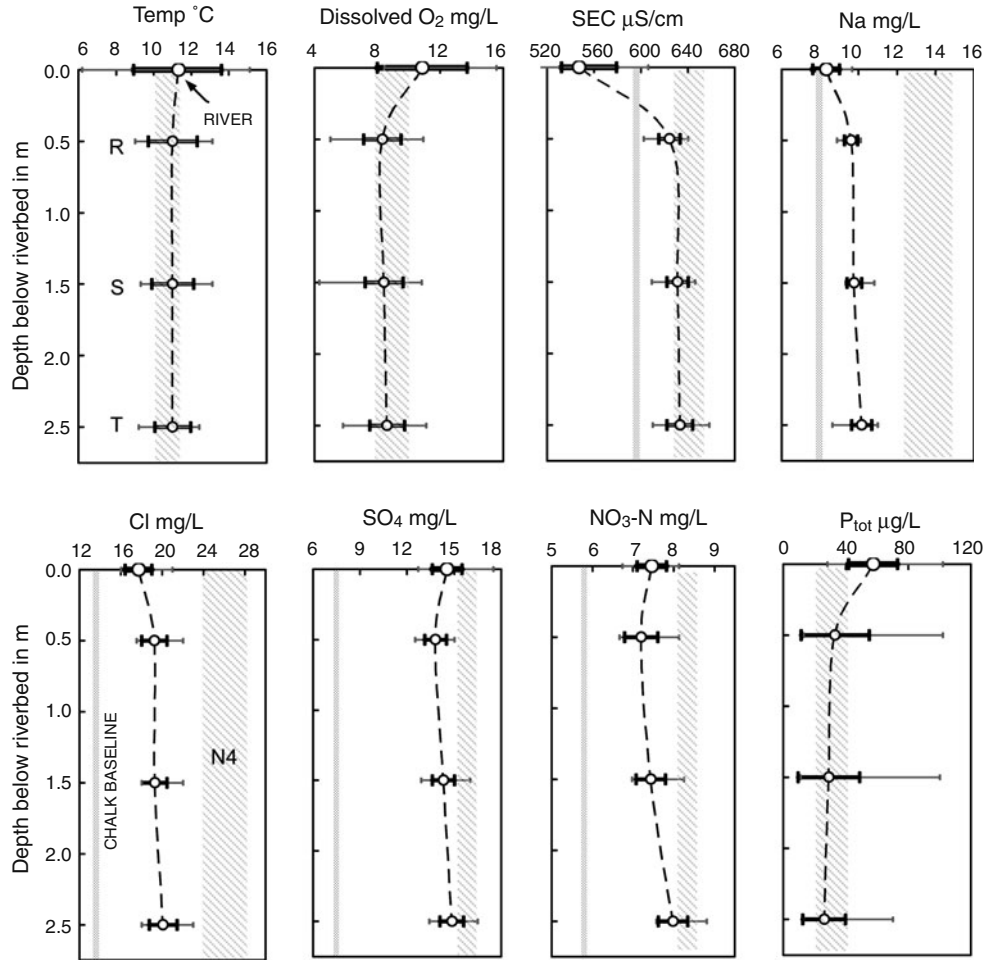 Temp °C
Dissolved O₂ mg/L
SEC μS/cm
Na mg/L
6 8 10 12 14 16
4 8 12 16
520 560 600 640 680
6 8 10 12 14 16
0.0
0.5
1.0
1.5
2.0
2.5
Depth below riverbed in m
RIVER
R
S
T
Cl mg/L
SO₄ mg/L
NO₃-N mg/L
Ptot μg/L
12 16 20 24 28
6 9 12 15 18
5 6 7 8 9
0 40 80 120
0.0
0.5
1.0
1.5
2.0
2.5
Depth below riverbed in m
CHALK BASELINE
N4